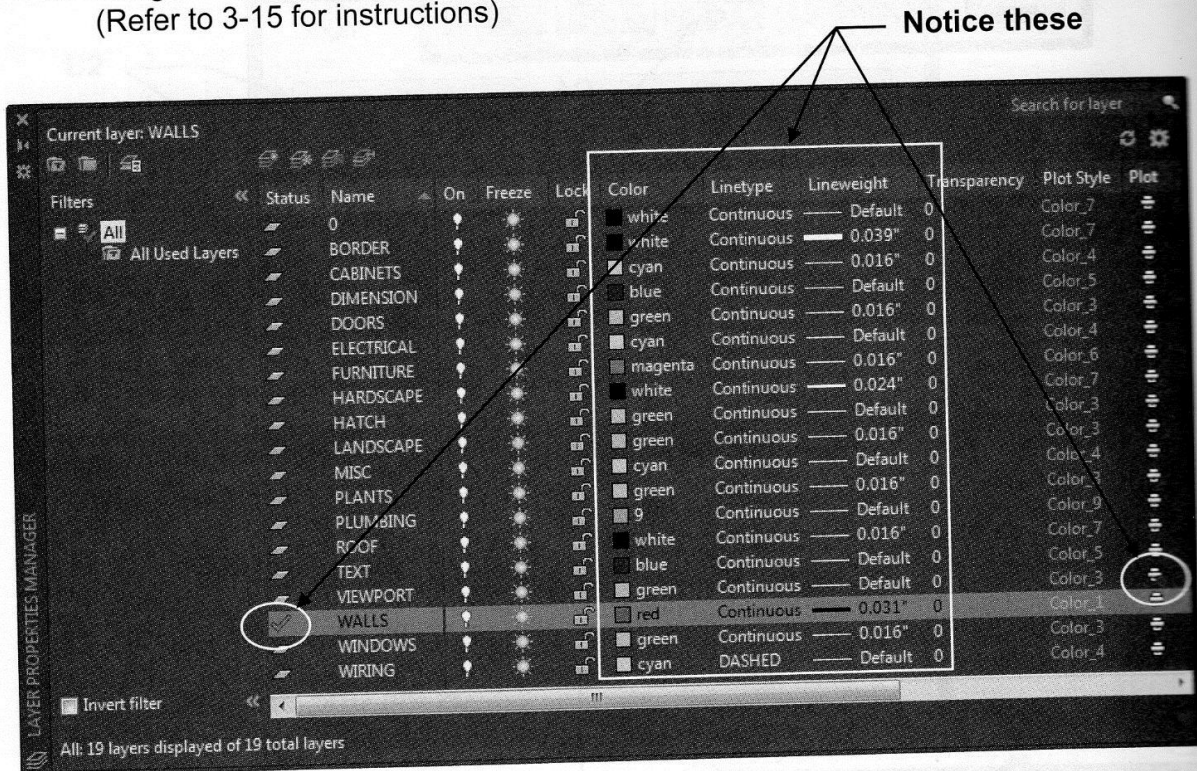 (Refer to 3-15 for instructions)
Notice these
Search for layer
Current layer: WALLS
Filters
All
All Used Layers
Status Name On Freeze Lock Color Linetype Lineweight Transparency Plot Style Plot
0 white Continuous Default 0 Color_7
BORDER white Continuous 0.039" 0 Color_7
CABINETS cyan Continuous 0.016" 0 Color_4
DIMENSION blue Continuous Default 0 Color_5
DOORS green Continuous 0.016" 0 Color_3
ELECTRICAL cyan Continuous Default 0 Color_4
FURNITURE magenta Continuous 0.016" 0 Color_6
HARDSCAPE white Continuous 0.024" 0 Color_7
HATCH green Continuous Default 0 Color_3
LANDSCAPE green Continuous 0.016" 0 Color_3
MISC cyan Continuous Default 0 Color_4
PLANTS green Continuous 0.016" 0 Color_3
PLUMBING 9 Continuous Default 0 Color_9
ROOF white Continuous 0.016" 0 Color_7
TEXT blue Continuous Default 0 Color_5
VIEWPORT green Continuous Default 0 Color_3
WALLS red Continuous 0.031" 0 Color_1
WINDOWS green Continuous 0.016" 0 Color_3
WIRING cyan DASHED Default 0 Color_4
Invert filter
All: 19 layers displayed of 19 total layers
LAYER PROPERTIES MANAGER